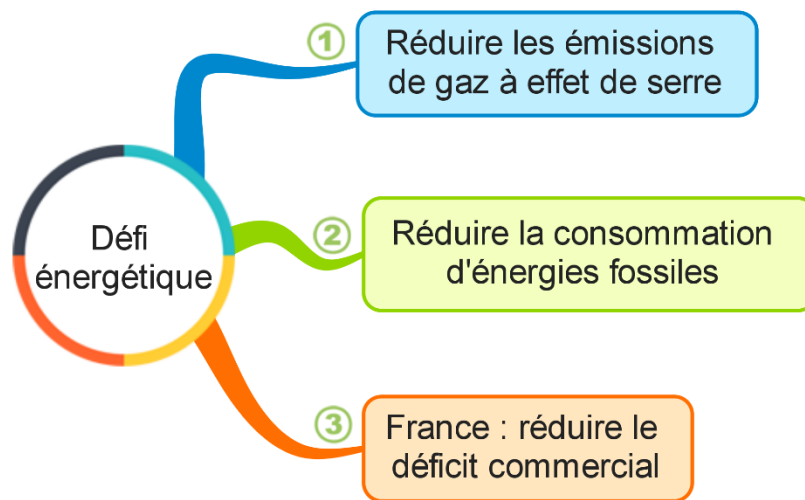 Défi
énergétique
① Réduire les émissions
de gaz à effet de serre
② Réduire la consommation
d'énergies fossiles
③ France : réduire le
déficit commercial